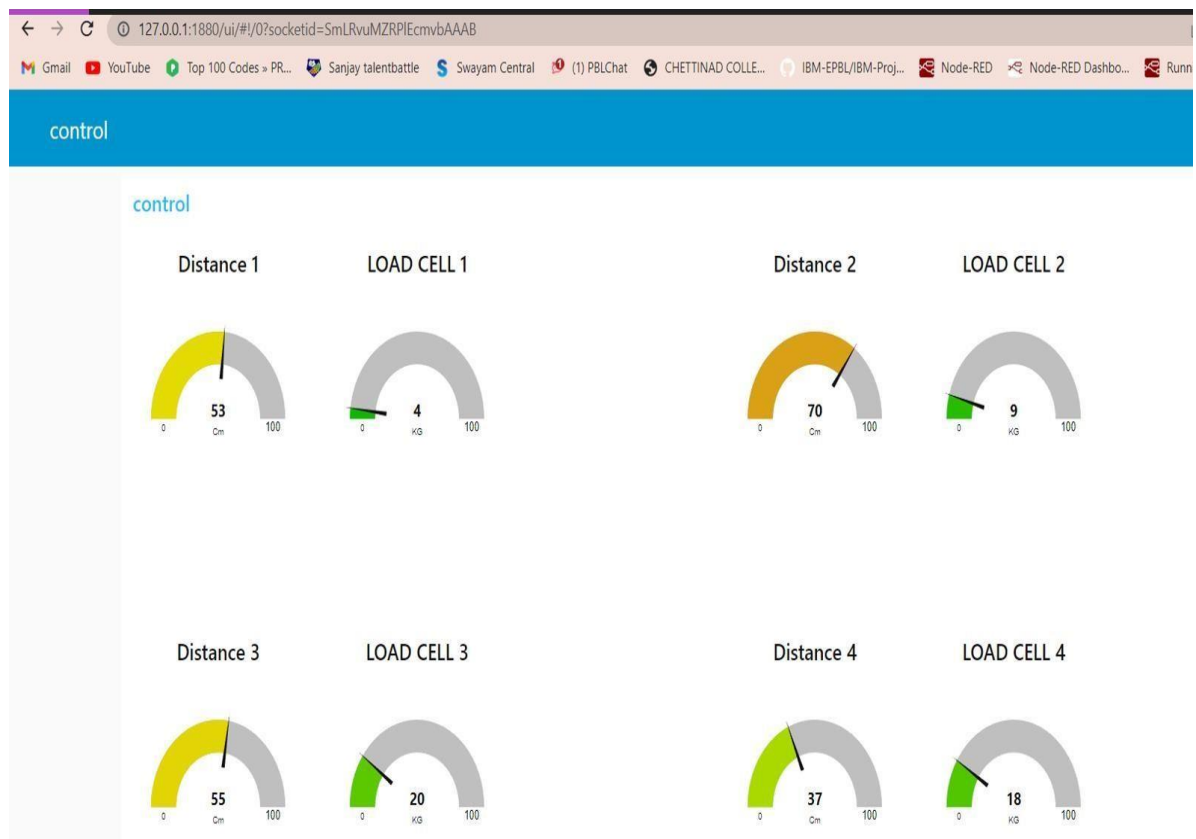 127.0.0.1:1880/ui/#!/0?socketid=SmLRvuMZRPlEcmvbAAAB
Gmail YouTube Top 100 Codes » PR... Sanjay talentbattle Swayam Central (1) PBLChat CHETTINAD COLLE... IBM-EPBL/IBM-Proj... Node-RED Node-RED Dashbo... Runn
control
control
Distance 1 LOAD CELL 1 Distance 2 LOAD CELL 2
53 4 70 9
0 Cm 100 0 KG 100 0 Cm 100 0 KG 100
Distance 3 LOAD CELL 3 Distance 4 LOAD CELL 4
55 20 37 18
0 Cm 100 0 KG 100 0 Cm 100 0 KG 100